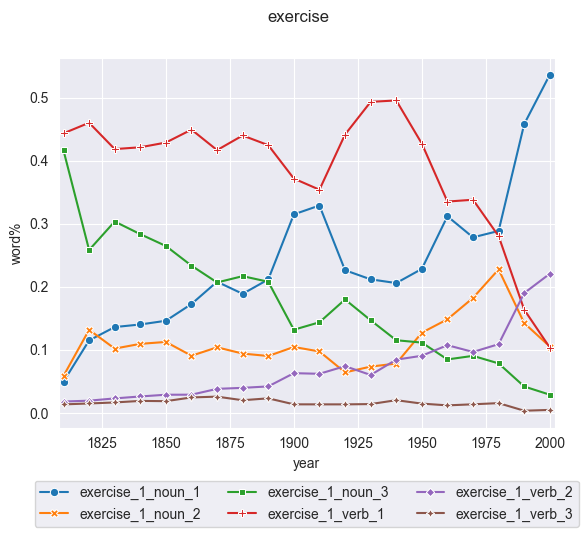 exercise
word%
0.5
0.4
0.3
0.2
0.1
0.0
1825 1850 1875 1900 1925 1950 1975 2000
year
exercise_1_noun_1 exercise_1_noun_3 exercise_1_verb_2
exercise_1_noun_2 exercise_1_verb_1 exercise_1_verb_3